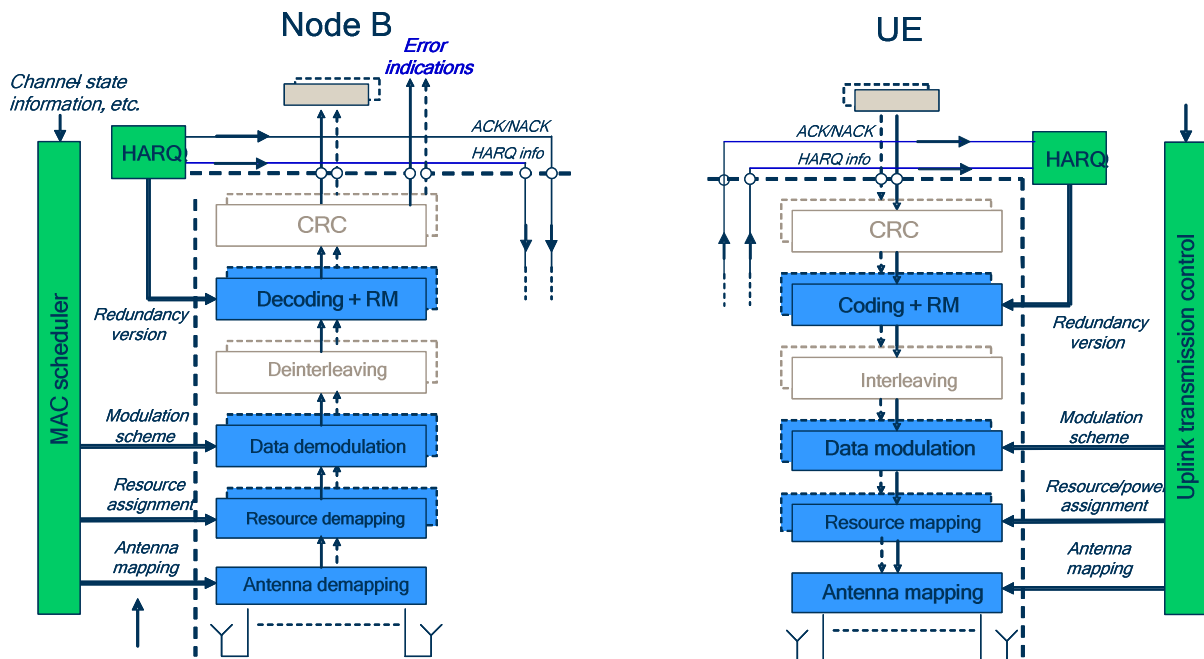 Node B
UE
Error
indications
Channel state
information, etc.
ACK/NACK
HARQ
HARQ info
CRC
Decoding + RM
Redundancy
version
Deinterleaving
MAC scheduler
Modulation
scheme
Data demodulation
Resource
assignment
Resource demapping
Antenna
mapping
Antenna demapping
ACK/NACK
HARQ info
HARQ
CRC
Coding + RM
Redundancy
version
Interleaving
Modulation
scheme
Data modulation
Uplink transmission control
Resource/power
assignment
Resource mapping
Antenna
mapping
Antenna mapping